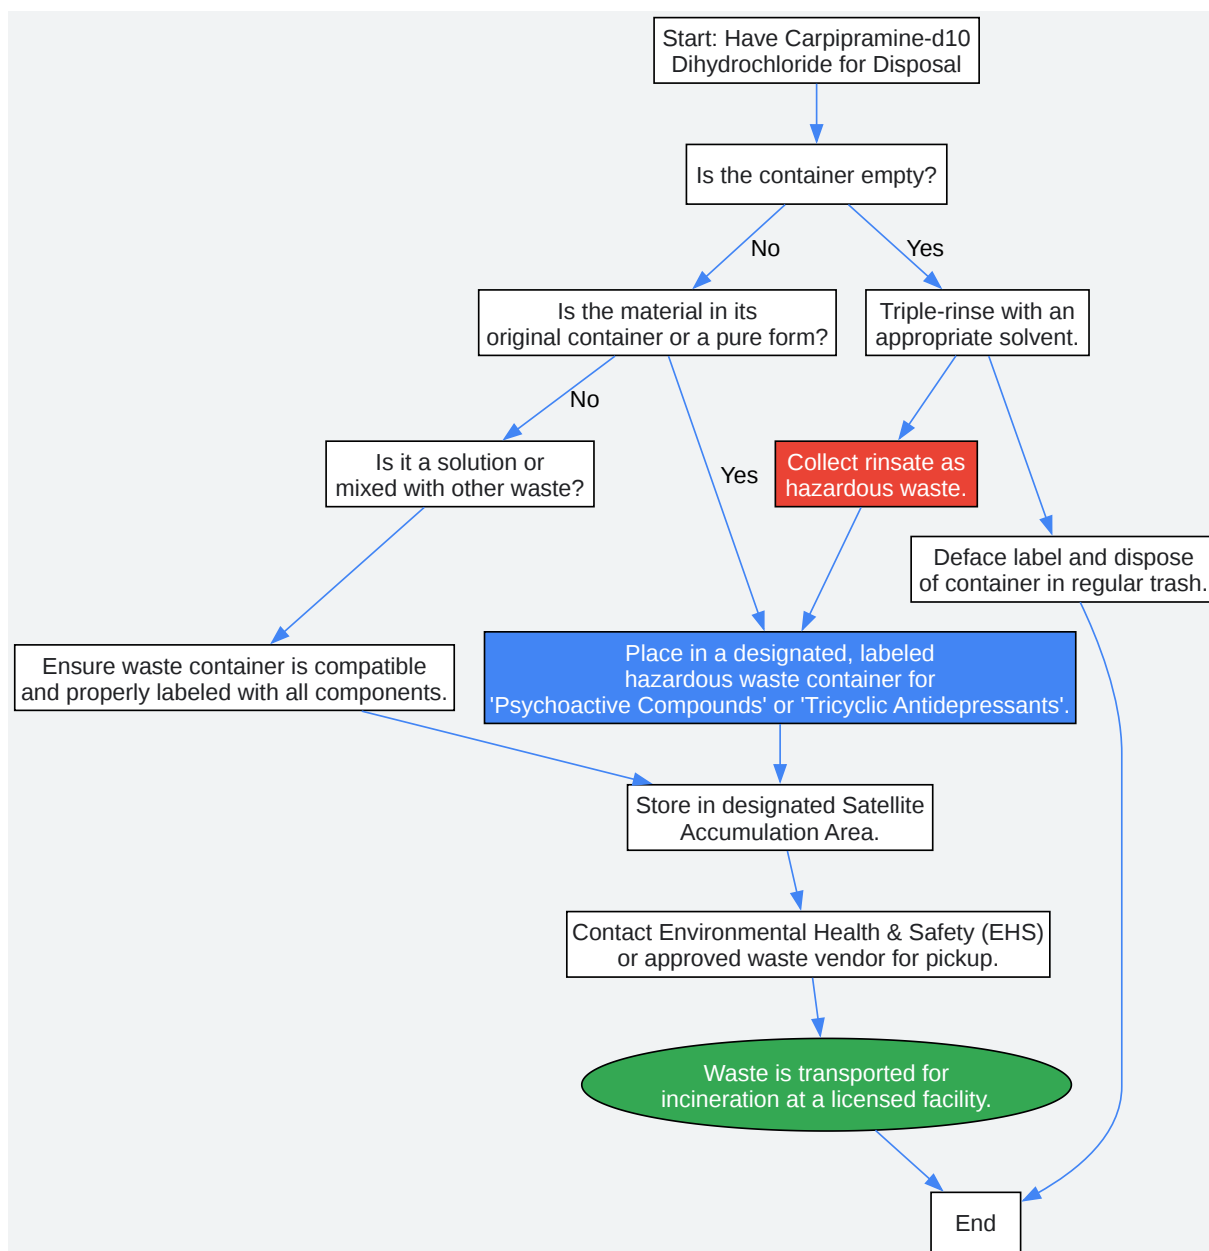 Start: Have Carpipramine-d10
Dihydrochloride for Disposal
Is the container empty?
No
Yes
Is the material in its
original container or a pure form?
Triple-rinse with an
appropriate solvent.
No
Is it a solution or
mixed with other waste?
Yes
Collect rinsate as
hazardous waste.
Deface label and dispose
of container in regular trash.
Ensure waste container is compatible
and properly labeled with all components.
Place in a designated, labeled
hazardous waste container for
'Psychoactive Compounds' or 'Tricyclic Antidepressants'.
Store in designated Satellite
Accumulation Area.
Contact Environmental Health & Safety (EHS)
or approved waste vendor for pickup.
Waste is transported for
incineration at a licensed facility.
End